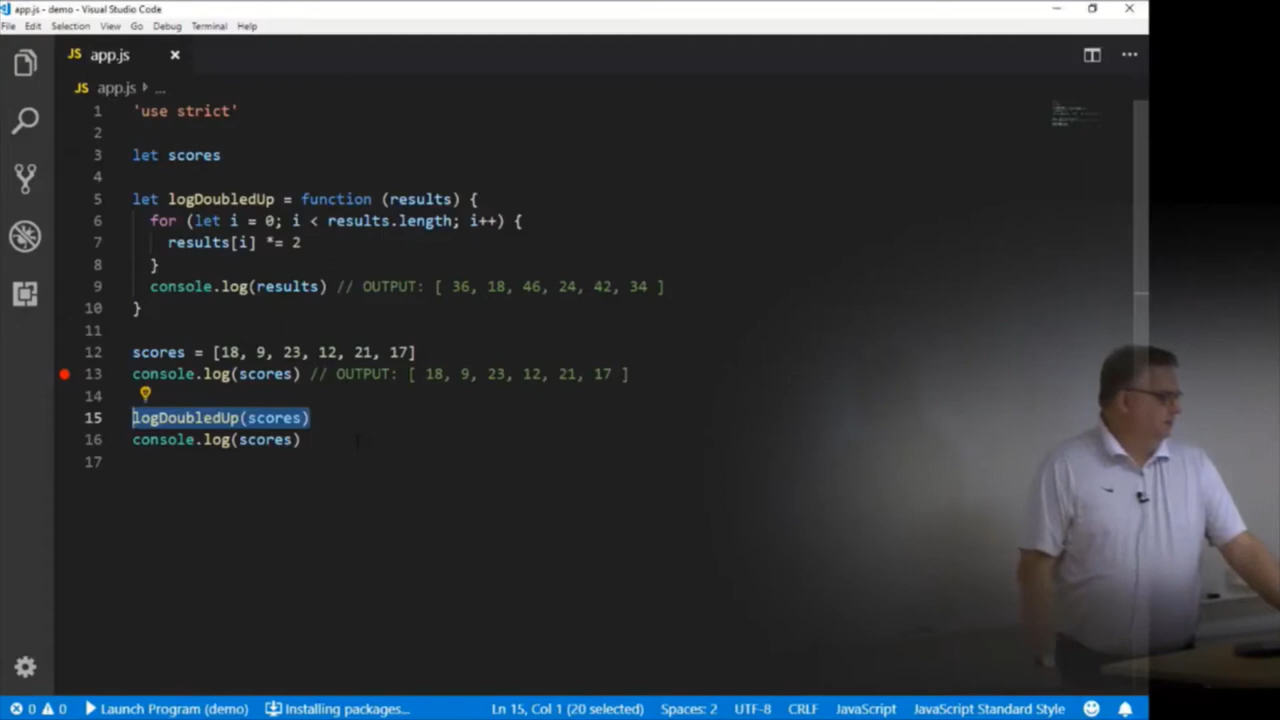 app.js - demo - Visual Studio Code
File Edit Selection View Go Debug Terminal Help
JS app.js
JS app.js ...
1 'use strict'
2
3 let scores
4
5 let logDoubledUp = function (results) {
6 for (let i = 0; i < results.length; i++) {
7 results[i] *= 2
8 }
9 console.log(results) // OUTPUT: [ 36, 18, 46, 24, 42, 34 ]
10 }
11
12 scores = [18, 9, 23, 12, 21, 17]
13 console.log(scores) // OUTPUT: [ 18, 9, 23, 12, 21, 17 ]
14
15 logDoubledUp(scores)
16 console.log(scores)
17
0 0 Launch Program (demo) Installing packages... Ln 15, Col 1 (20 selected) Spaces: 2 UTF-8 CRLF JavaScript JavaScript Standard Style